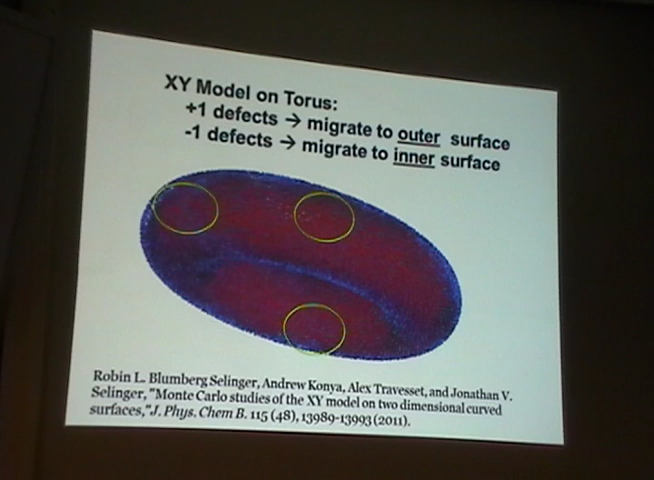 XY Model on Torus:
+1 defects → migrate to outer surface
-1 defects → migrate to inner surface
Robin L. Blumberg Selinger, Andrew Konya, Alex Travesset, and Jonathan V.
Selinger, "Monte Carlo studies of the XY model on two dimensional curved
surfaces,"J. Phys. Chem B. 115 (48), 13989-13993 (2011).